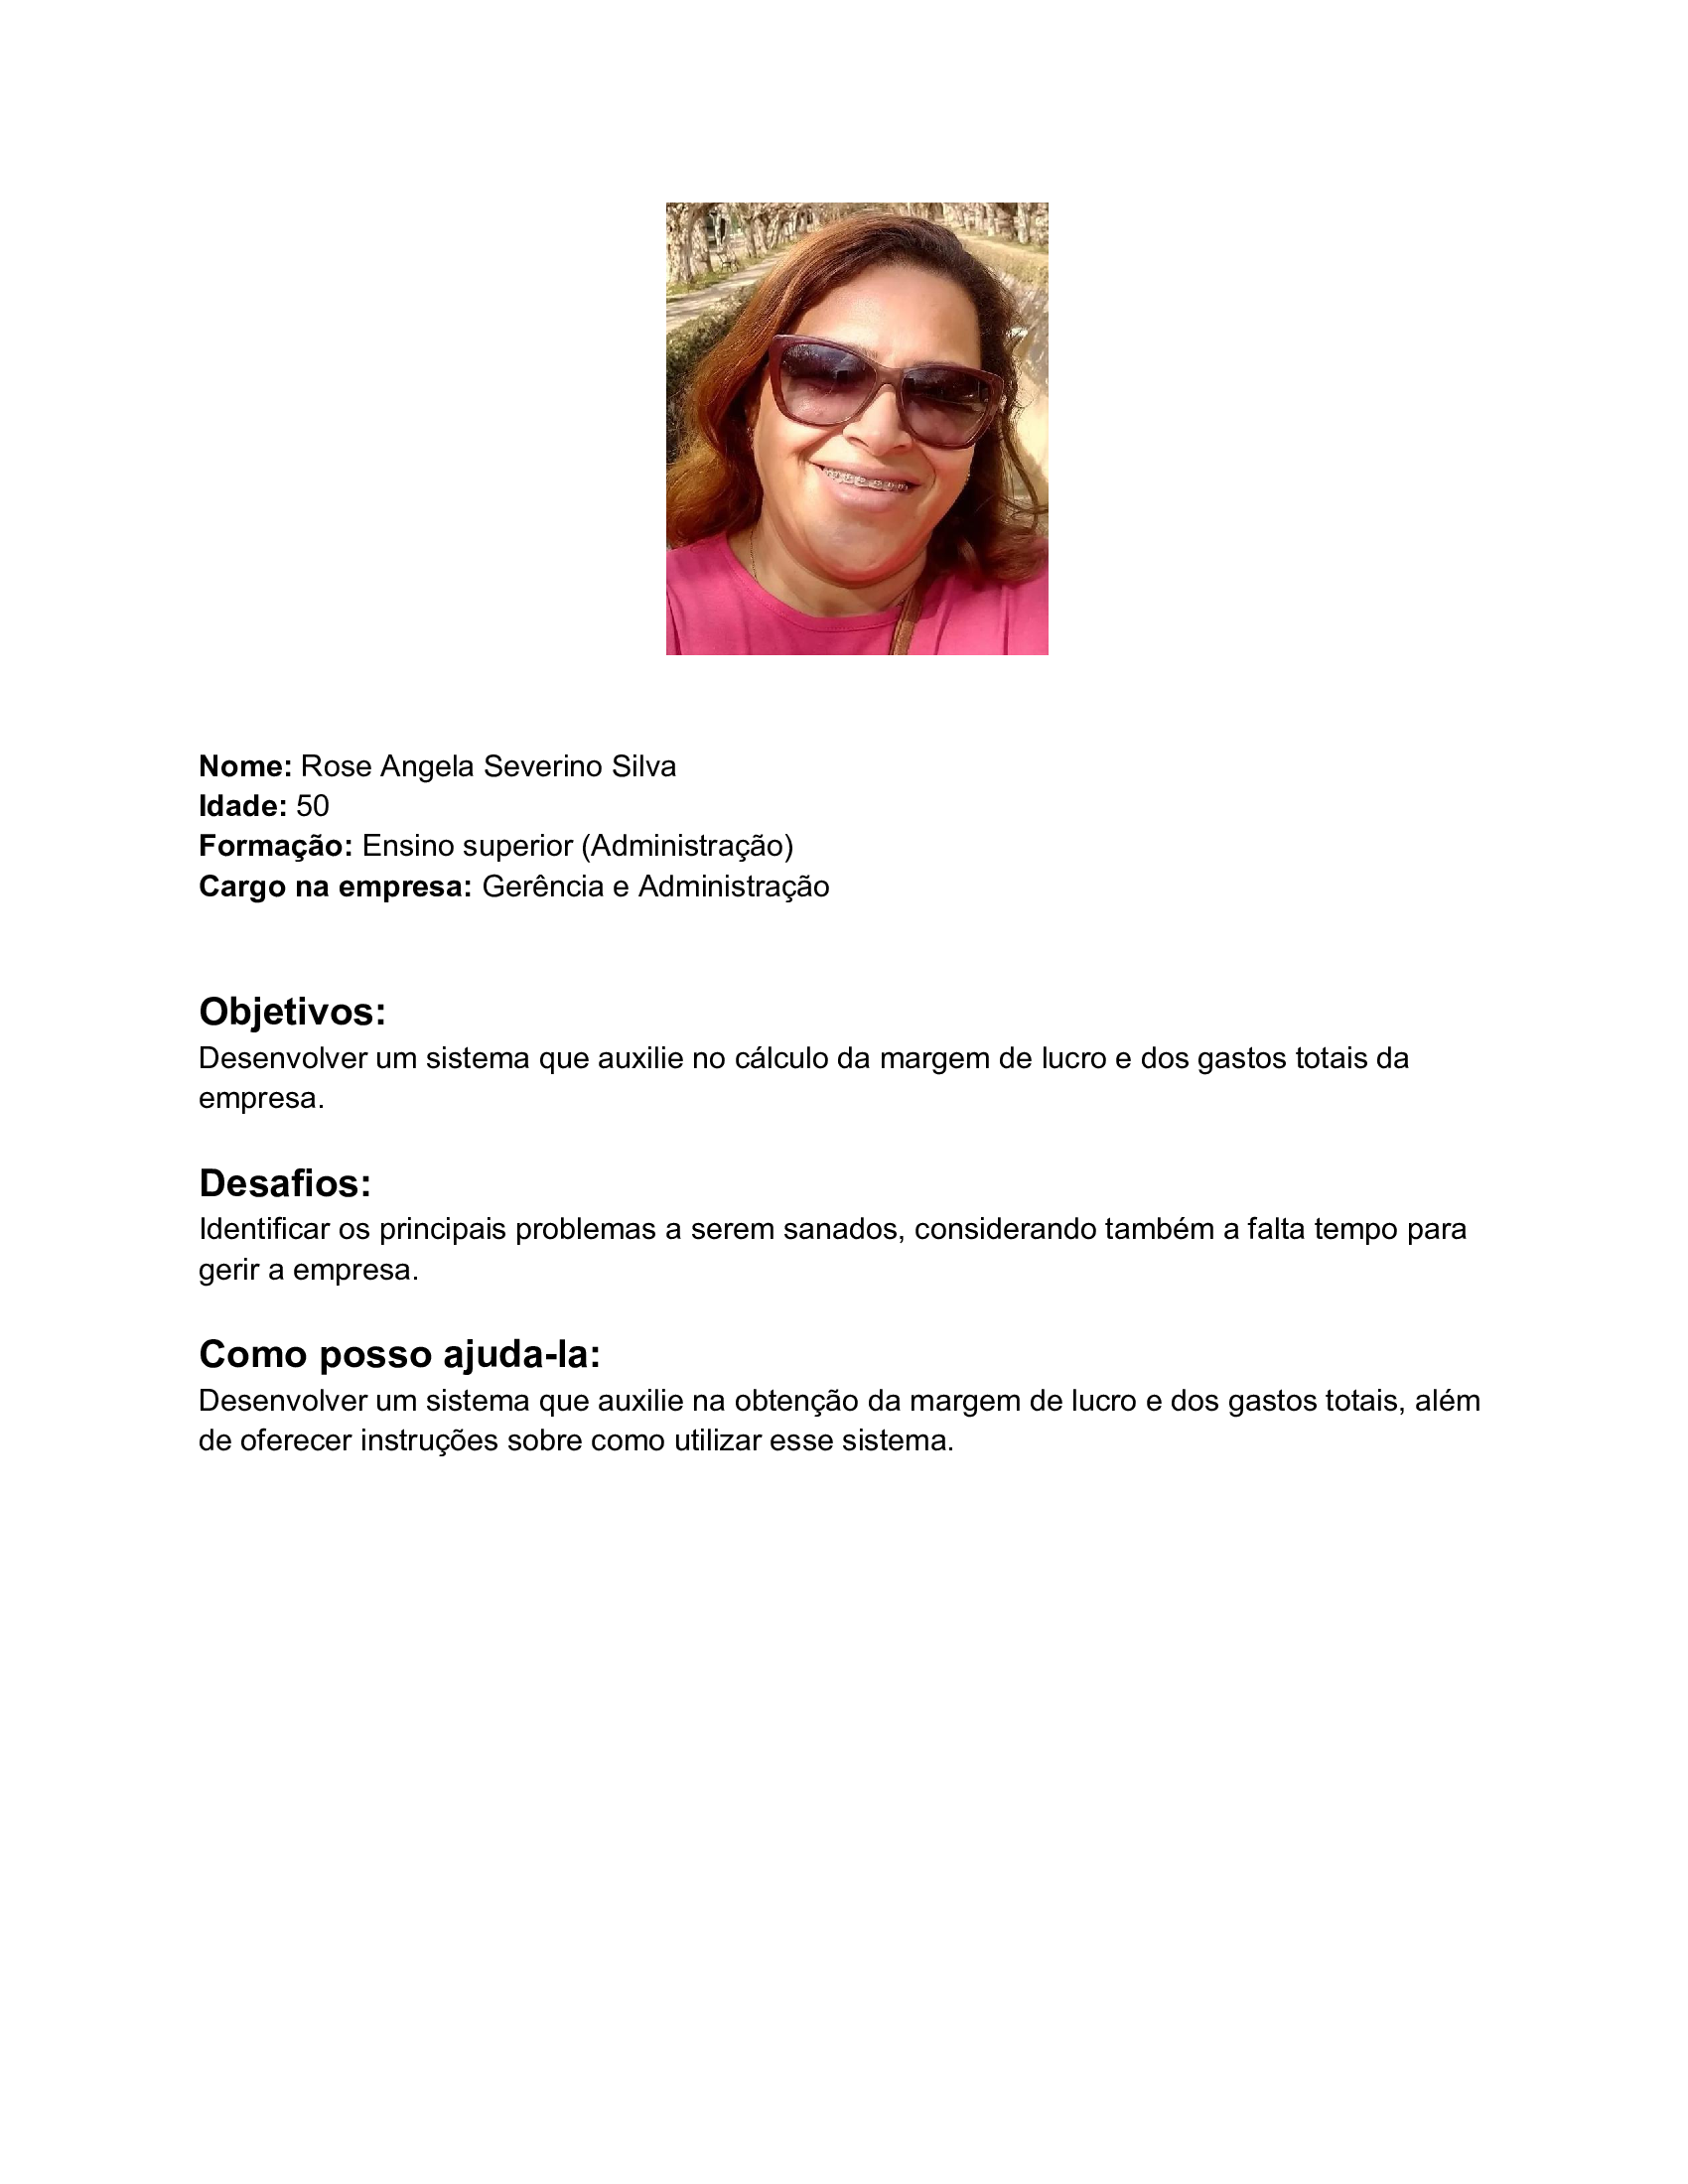 Nome: Rose Angela Severino Silva
Idade: 50
Formação: Ensino superior (Administração)
Cargo na empresa: Gerência e Administração
Objetivos:
Desenvolver um sistema que auxilie no cálculo da margem de lucro e dos gastos totais da
empresa.
Desafios:
Identificar os principais problemas a serem sanados, considerando também a falta tempo para
gerir a empresa.
Como posso ajuda-la:
Desenvolver um sistema que auxilie na obtenção da margem de lucro e dos gastos totais, além
de oferecer instruções sobre como utilizar esse sistema.